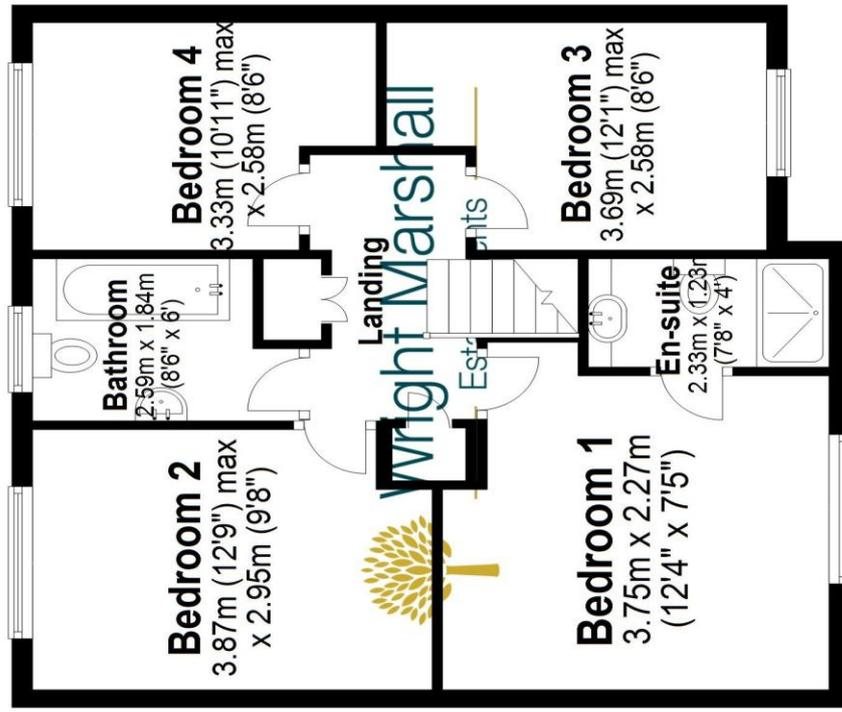 Bedroom 4
3.33m (10'11") max
x 2.58m (8'6")
Bedroom 3
3.69m (12'1") max
x 2.58m (8'6")
Bathroom
2.59m x 1.84m
(8'6" x 6')
Landing
En-suite
2.33m x 1.23m
(7'8" x 4')
Bedroom 2
3.87m (12'9") max
x 2.95m (9'8")
Bedroom 1
3.75m x 2.27m
(12'4" x 7'5")
Wright Marshall